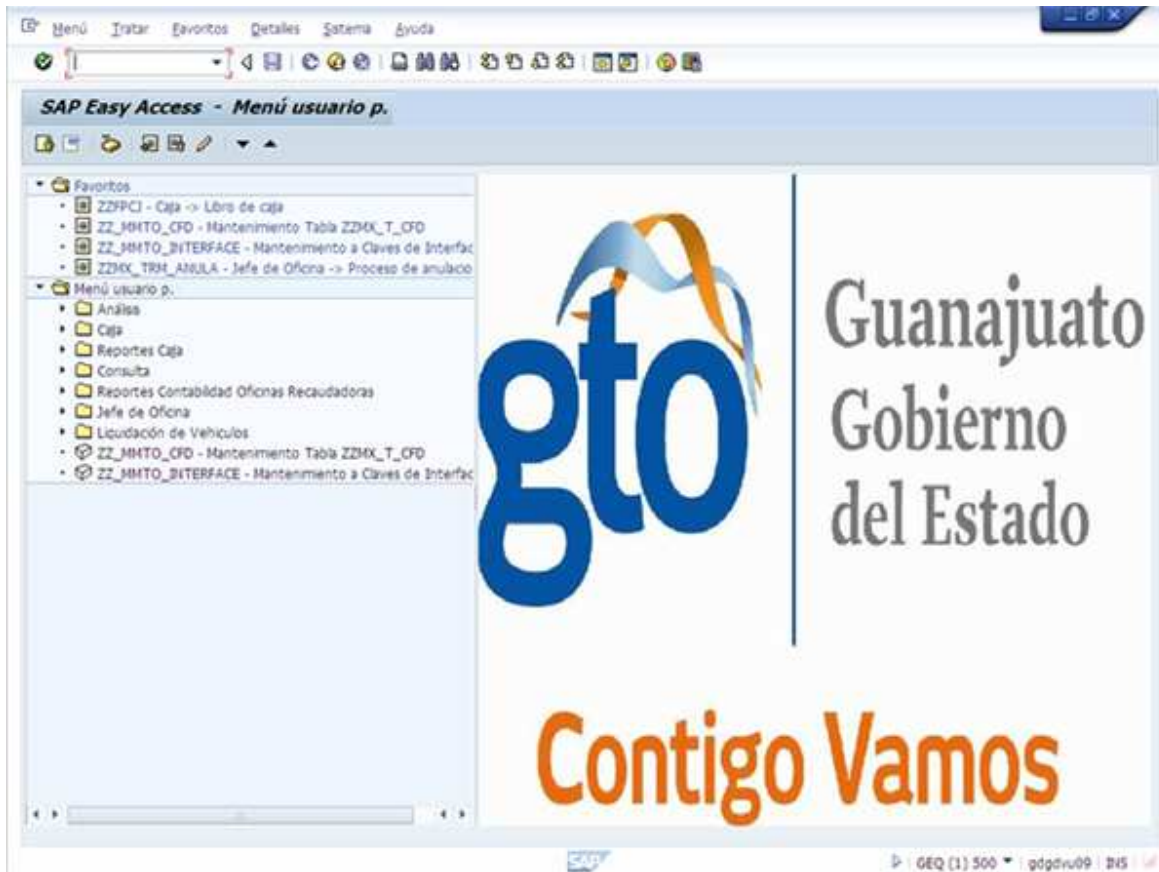 Menú Tratar Favoritos Detalles Sistema Ayuda
SAP Easy Access - Menú usuario p.
Favoritos
ZZFPCJ - Caja -> Libro de caja
ZZ_MMTO_CFD - Mantenimiento Tabla ZZMX_T_CFD
ZZ_MMTO_INTERFACE - Mantenimiento a Claves de Interfac
ZZMX_TRM_ANULA - Jefe de Oficina -> Proceso de anulacio
Menú usuario p.
Análisis
Caja
Reportes Caja
Consulta
Reportes Contabilidad Oficinas Recaudadoras
Jefe de Oficina
Liquidación de Vehiculos
ZZ_MMTO_CFD - Mantenimiento Tabla ZZMX_T_CFD
ZZ_MMTO_INTERFACE - Mantenimiento a Claves de Interfac
gto
Guanajuato
Gobierno
del Estado
Contigo Vamos
SAP
GEQ (1) 500 gdgdvu09 INS